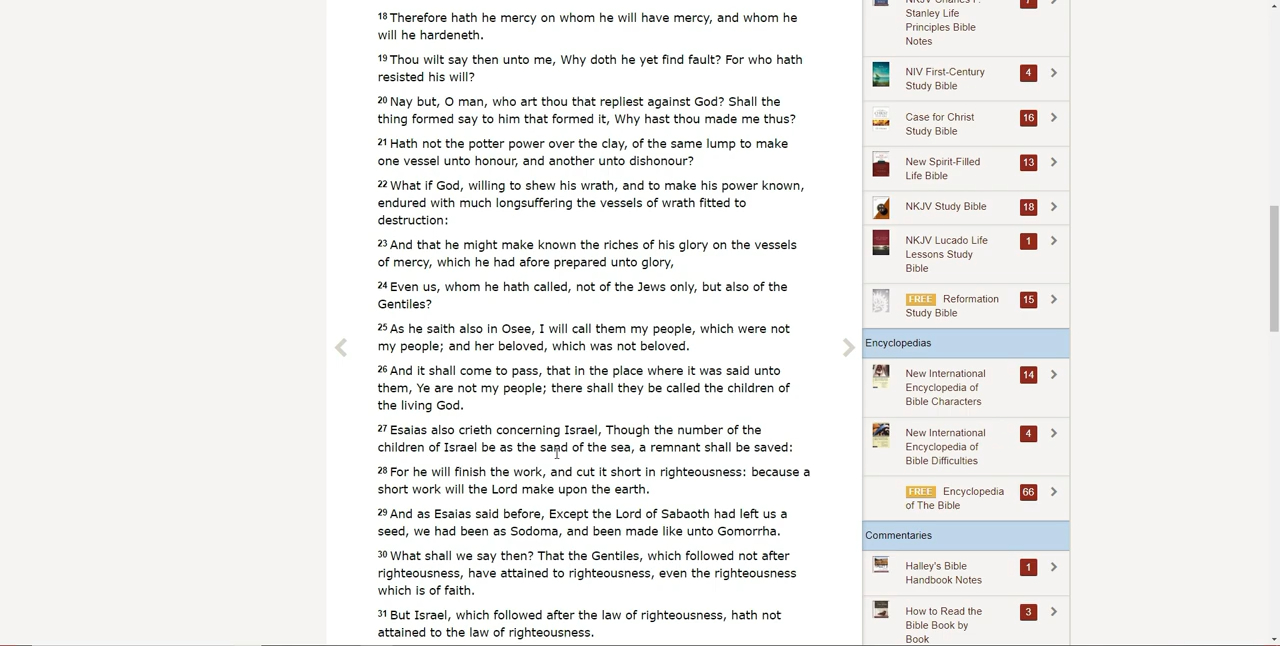 18 Therefore hath he mercy on whom he will have mercy, and whom he
will he hardeneth.
19 Thou wilt say then unto me, Why doth he yet find fault? For who hath
resisted his will?
20 Nay but, O man, who art thou that repliest against God? Shall the
thing formed say to him that formed it, Why hast thou made me thus?
21 Hath not the potter power over the clay, of the same lump to make
one vessel unto honour, and another unto dishonour?
22 What if God, willing to shew his wrath, and to make his power known,
endured with much longsuffering the vessels of wrath fitted to
destruction:
23 And that he might make known the riches of his glory on the vessels
of mercy, which he had afore prepared unto glory,
24 Even us, whom he hath called, not of the Jews only, but also of the
Gentiles?
25 As he saith also in Osee, I will call them my people, which were not
my people; and her beloved, which was not beloved.
26 And it shall come to pass, that in the place where it was said unto
them, Ye are not my people; there shall they be called the children of
the living God.
27 Esaias also crieth concerning Israel, Though the number of the
children of Israel be as the sand of the sea, a remnant shall be saved:
28 For he will finish the work, and cut it short in righteousness: because a
short work will the Lord make upon the earth.
29 And as Esaias said before, Except the Lord of Sabaoth had left us a
seed, we had been as Sodoma, and been made like unto Gomorrha.
30 What shall we say then? That the Gentiles, which followed not after
righteousness, have attained to righteousness, even the righteousness
which is of faith.
31 But Israel, which followed after the law of righteousness, hath not
attained to the law of righteousness.
NKJV Charles F. 7
Stanley Life
Principles Bible
Notes
NIV First-Century 4
Study Bible
Case for Christ 16
Study Bible
New Spirit-Filled 13
Life Bible
NKJV Study Bible 18
NKJV Lucado Life 1
Lessons Study
Bible
FREE Reformation 15
Study Bible
Encyclopedias
New International 14
Encyclopedia of
Bible Characters
New International 4
Encyclopedia of
Bible Difficulties
FREE Encyclopedia 66
of The Bible
Commentaries
Halley's Bible 1
Handbook Notes
How to Read the 3
Bible Book by
Book